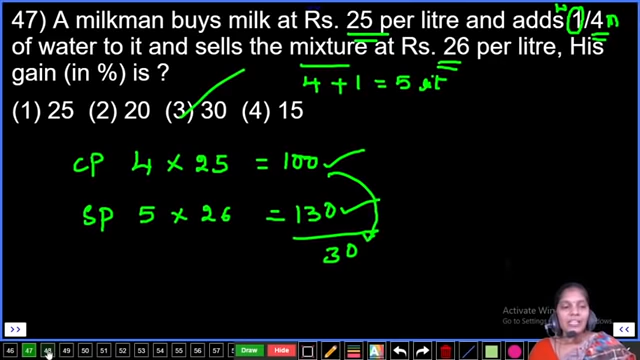 47) A milkman buys milk at Rs. 25 per litre and adds 1/4
of water to it and sells the mixture at Rs. 26 per litre, His
gain (in %) is ?
4 + 1 = 5 lit
(1) 25 (2) 20 (3) 30 (4) 15
CP 4 × 25 = 100
SP 5 × 26 = 130
30
Activate Windows
Go to Settings to activate Windows.
>> <<
46 47 48 49 50 51 52 53 54 55 56 57 5 Draw Hide A